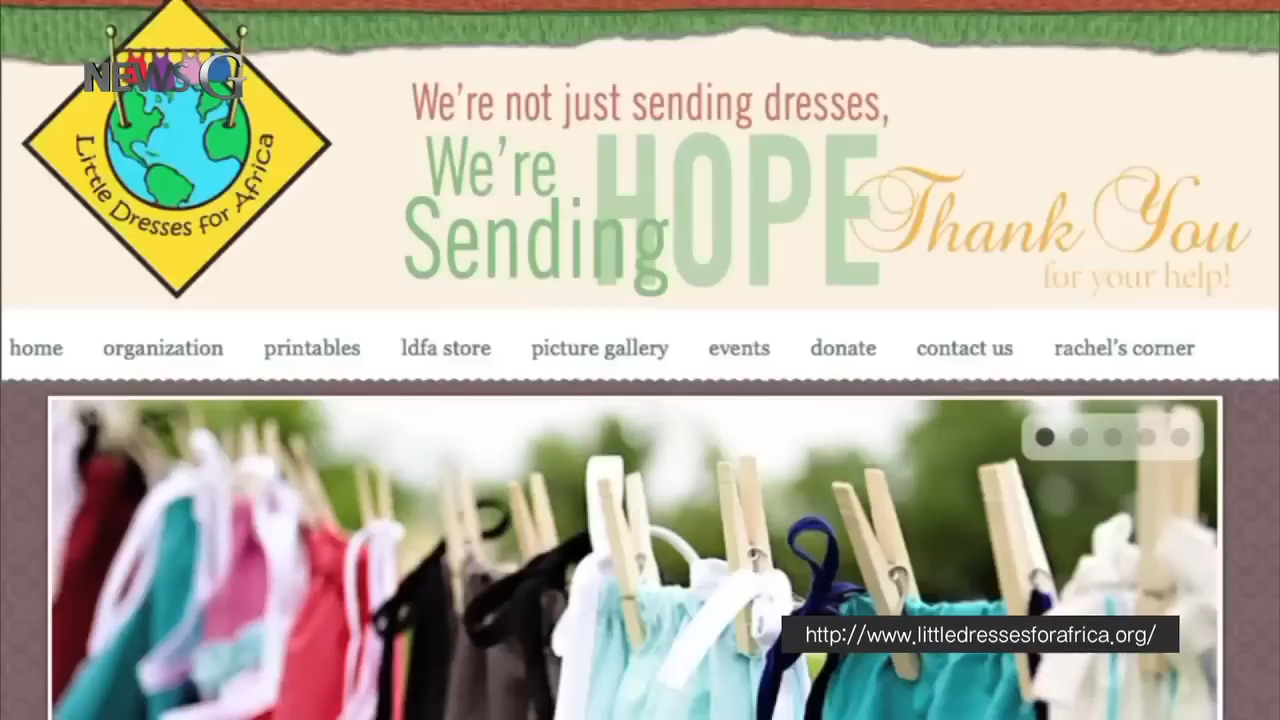 NEWS G
Little Dresses for Africa
We're not just sending dresses,
We're
Sending HOPE
Thank You
for your help!
home organization printables ldfa store picture gallery events donate contact us rachel's corner
http://www.littledressesforafrica.org/